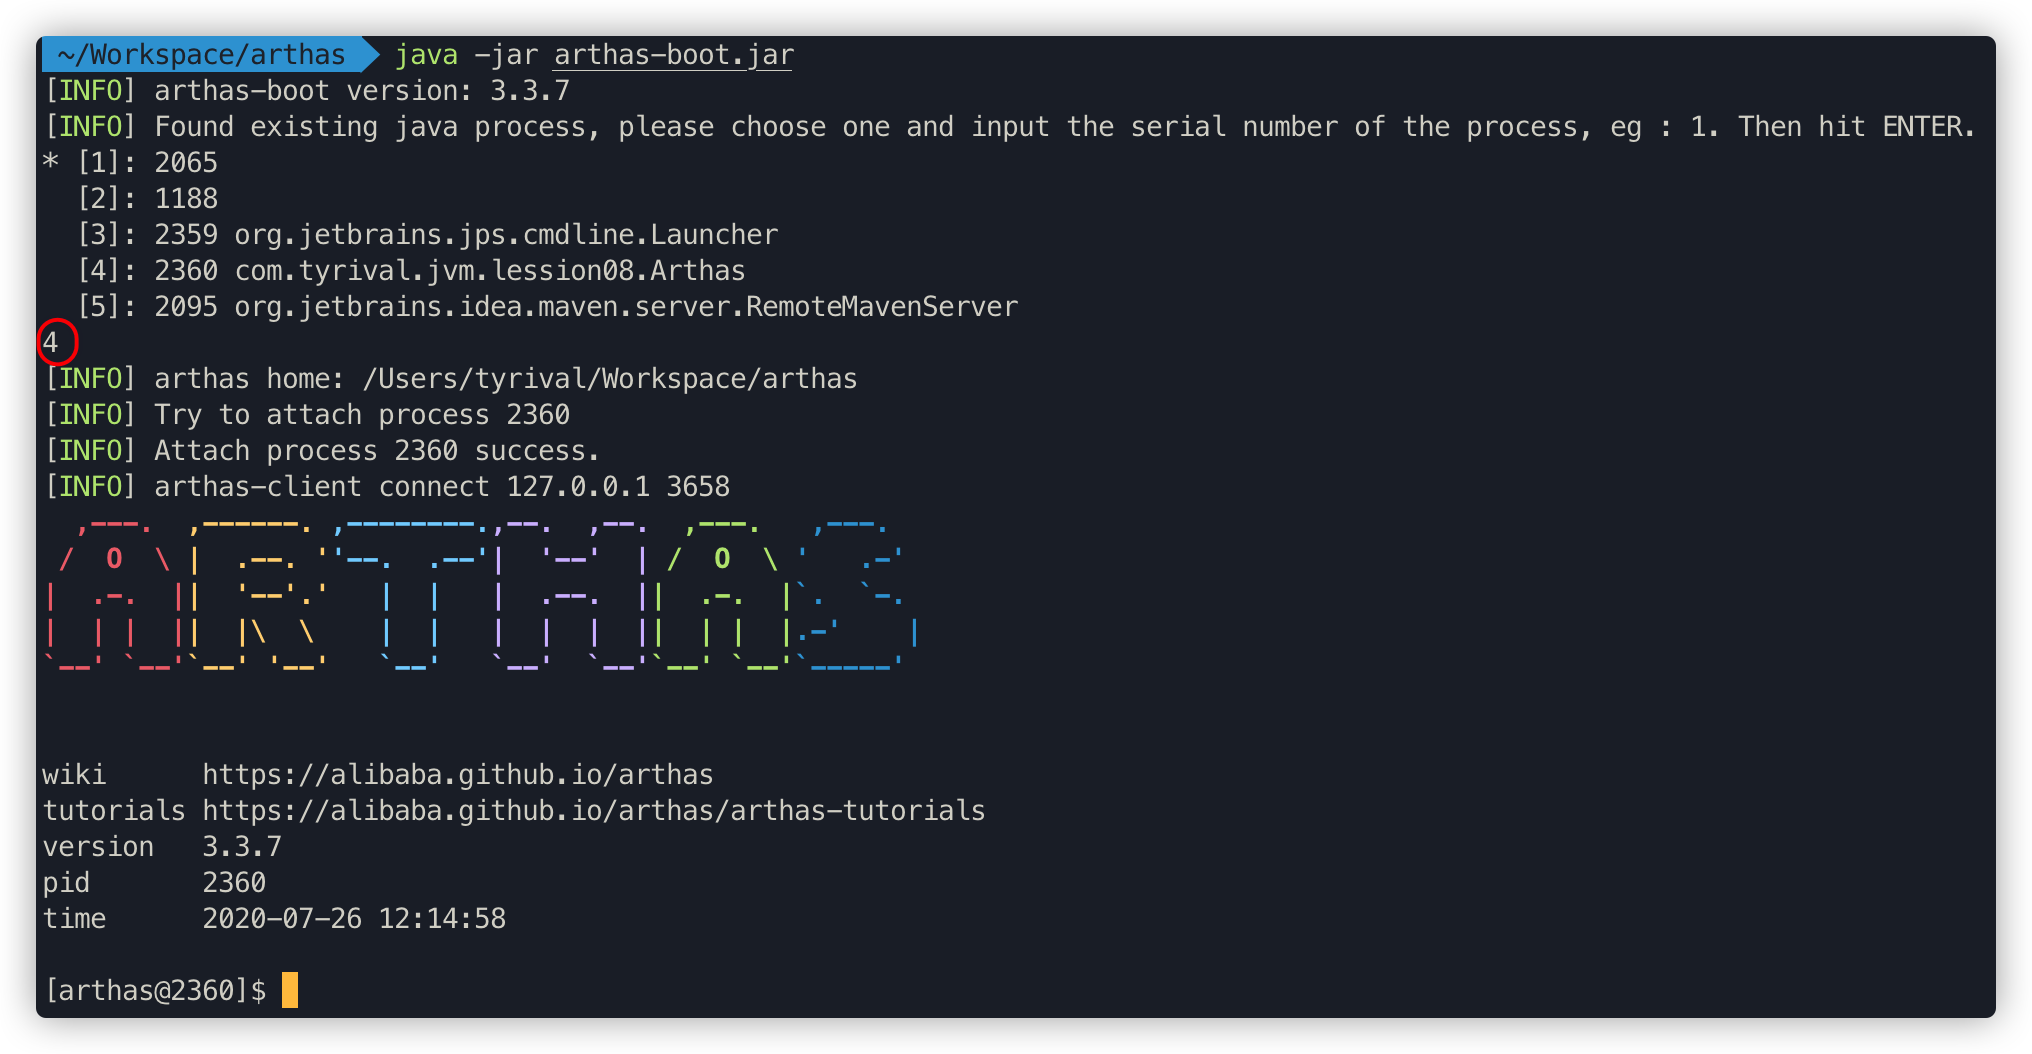 ~/Workspace/arthas java -jar arthas-boot.jar
[INFO] arthas-boot version: 3.3.7
[INFO] Found existing java process, please choose one and input the serial number of the process, eg : 1. Then hit ENTER.
* [1]: 2065
  [2]: 1188
  [3]: 2359 org.jetbrains.jps.cmdline.Launcher
  [4]: 2360 com.tyrival.jvm.lession08.Arthas
  [5]: 2095 org.jetbrains.idea.maven.server.RemoteMavenServer
4
[INFO] arthas home: /Users/tyrival/Workspace/arthas
[INFO] Try to attach process 2360
[INFO] Attach process 2360 success.
[INFO] arthas-client connect 127.0.0.1 3658
ARTHAS
wiki      https://alibaba.github.io/arthas
tutorials https://alibaba.github.io/arthas/arthas-tutorials
version   3.3.7
pid       2360
time      2020-07-26 12:14:58
[arthas@2360]$